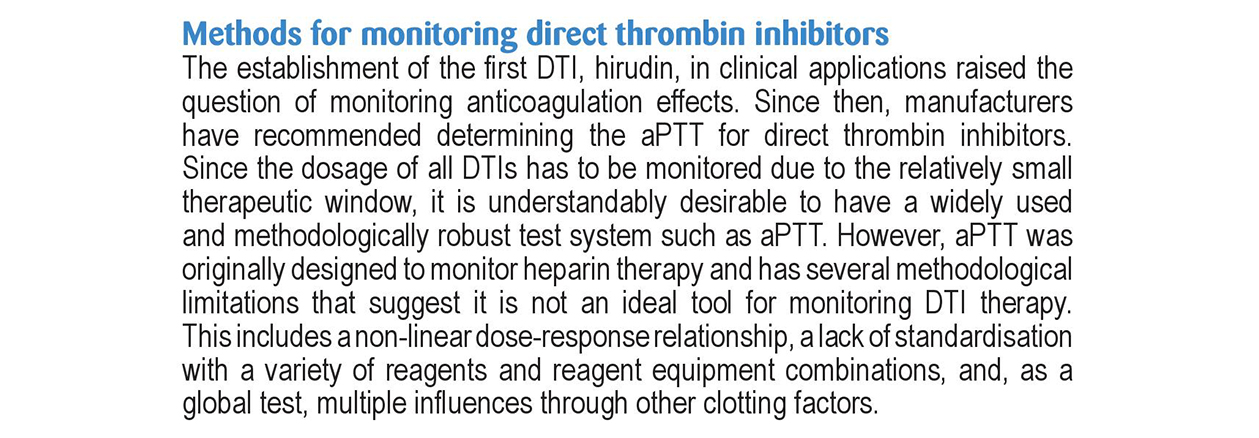 Methods for monitoring direct thrombin inhibitors
The establishment of the first DTI, hirudin, in clinical applications raised the
question of monitoring anticoagulation effects. Since then, manufacturers
have recommended determining the aPTT for direct thrombin inhibitors.
Since the dosage of all DTIs has to be monitored due to the relatively small
therapeutic window, it is understandably desirable to have a widely used
and methodologically robust test system such as aPTT. However, aPTT was
originally designed to monitor heparin therapy and has several methodological
limitations that suggest it is not an ideal tool for monitoring DTI therapy.
This includes a non-linear dose-response relationship, a lack of standardisation
with a variety of reagents and reagent equipment combinations, and, as a
global test, multiple influences through other clotting factors.